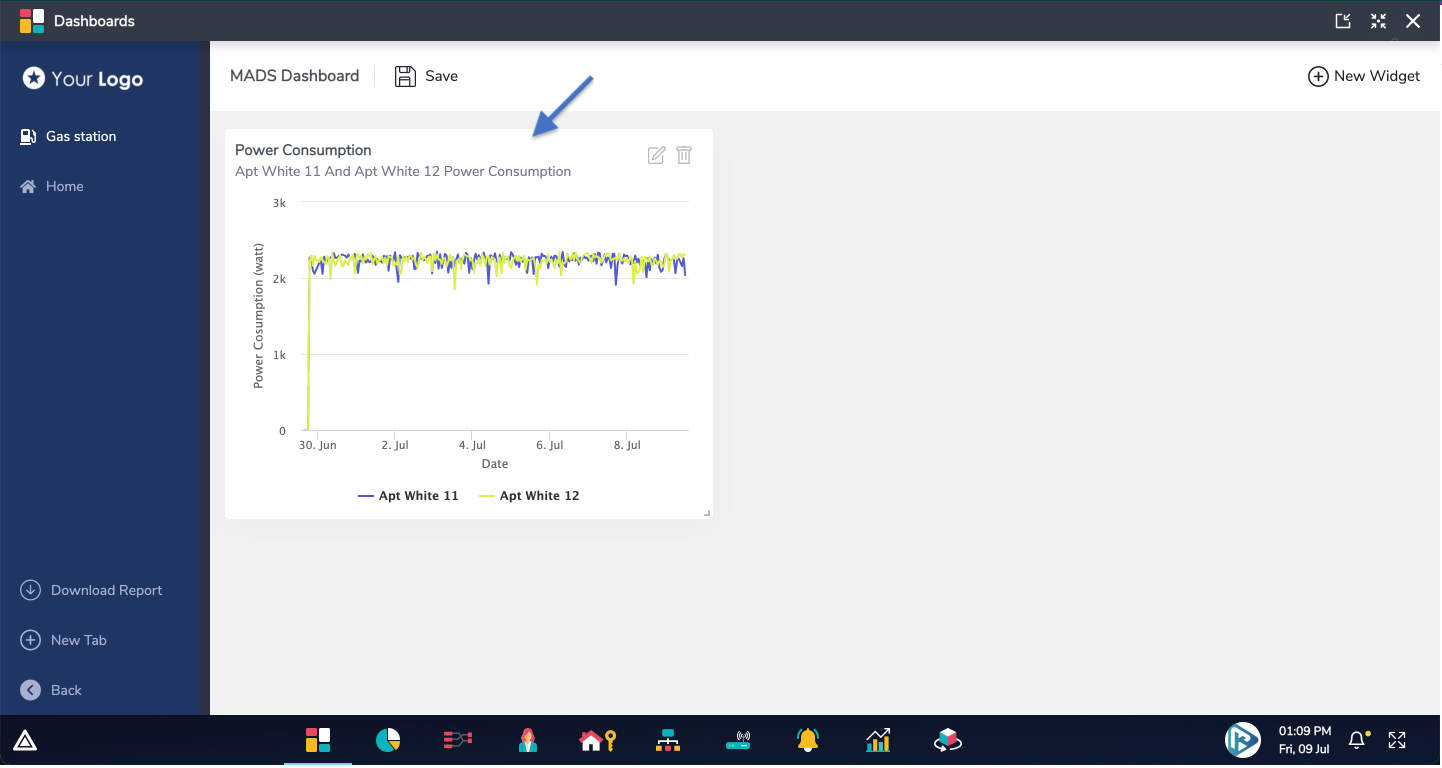 Dashboards
Your Logo
Gas station
Home
Download Report
New Tab
Back
MADS Dashboard
Save
New Widget
Power Consumption
Apt White 11 And Apt White 12 Power Consumption
Power Cosumption (watt)
3k
2k
1k
0
30. Jun 2. Jul 4. Jul 6. Jul 8. Jul
Date
Apt White 11 Apt White 12
01:09 PM
Fri, 09 Jul